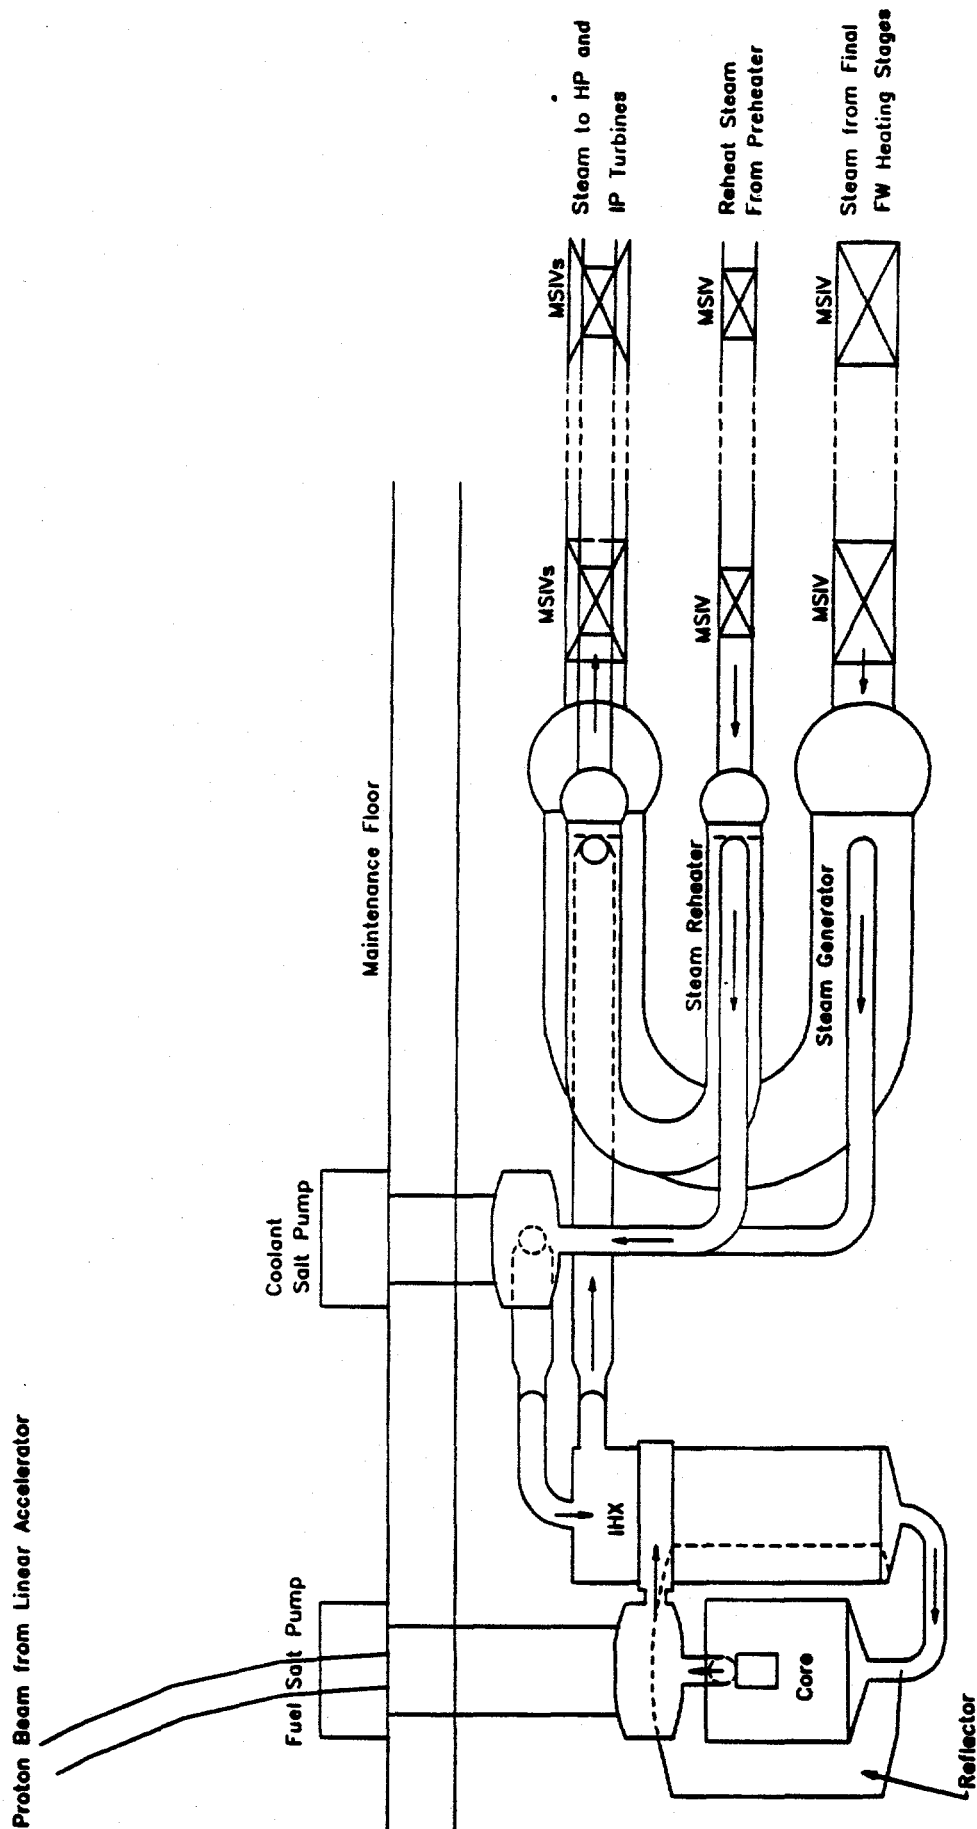 Proton Beam from Linear Accelerator
Fuel Salt Pump
Coolant
Salt Pump
Maintenance Floor
MSIVs
MSIVs
Steam to HP and
IP Turbines
IHX
Steam Reheater
MSIV
MSIV
Reheat Steam
From Preheater
Core
Steam Generator
MSIV
MSIV
Steam from Final
FW Heating Stages
Reflector